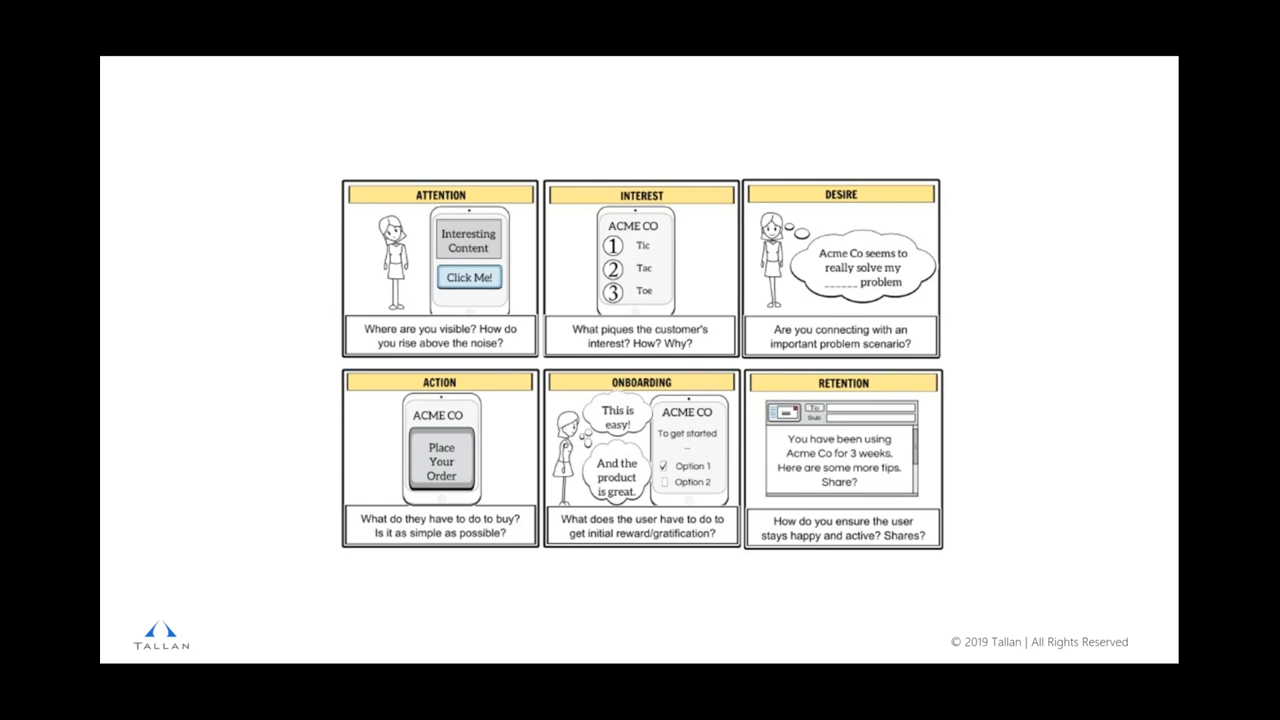 ATTENTION
Interesting
Content
Click Me!
Where are you visible? How do
you rise above the noise?
INTEREST
ACME CO
1 Tic
2 Tac
3 Toe
What piques the customer's
interest? How? Why?
DESIRE
Acme Co seems to
really solve my
______ problem
Are you connecting with an
important problem scenario?
ACTION
ACME CO
Place
Your
Order
What do they have to do to buy?
Is it as simple as possible?
ONBOARDING
This is
easy!
And the
product
is great.
ACME CO
To get started
...
Option 1
Option 2
What does the user have to do to
get initial reward/gratification?
RETENTION
To
Sub
You have been using
Acme Co for 3 weeks.
Here are some more tips.
Share?
How do you ensure the user
stays happy and active? Shares?
TALLAN
© 2019 Tallan | All Rights Reserved